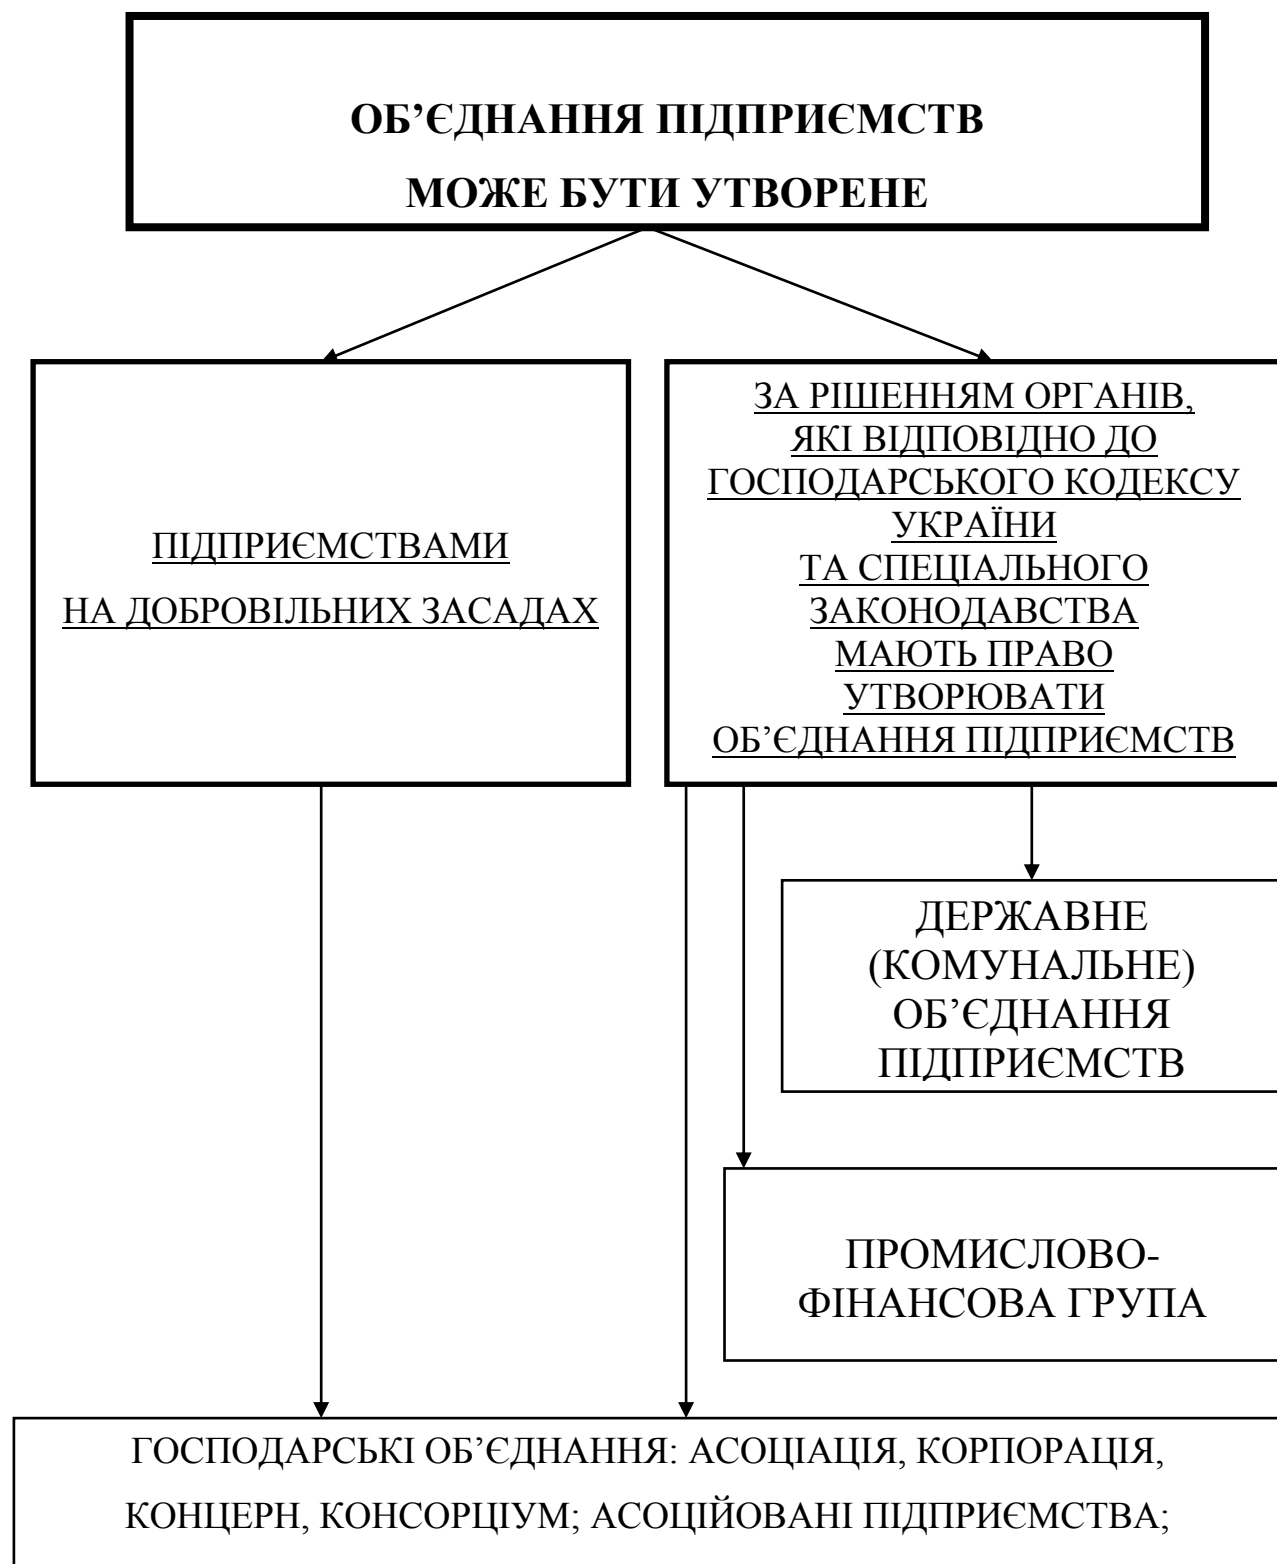 ОБ’ЄДНАННЯ ПІДПРИЄМСТВ
МОЖЕ БУТИ УТВОРЕНЕ
ПІДПРИЄМСТВАМИ
НА ДОБРОВІЛЬНИХ ЗАСАДАХ
ЗА РІШЕННЯМ ОРГАНІВ,
ЯКІ ВІДПОВІДНО ДО
ГОСПОДАРСЬКОГО КОДЕКСУ
УКРАЇНИ
ТА СПЕЦІАЛЬНОГО
ЗАКОНОДАВСТВА
МАЮТЬ ПРАВО
УТВОРЮВАТИ
ОБ’ЄДНАННЯ ПІДПРИЄМСТВ
ДЕРЖАВНЕ
(КОМУНАЛЬНЕ)
ОБ’ЄДНАННЯ
ПІДПРИЄМСТВ
ПРОМИСЛОВО-
ФІНАНСОВА ГРУПА
ГОСПОДАРСЬКІ ОБ’ЄДНАННЯ: АСОЦІАЦІЯ, КОРПОРАЦІЯ,
КОНЦЕРН, КОНСОРЦІУМ; АСОЦІЙОВАНІ ПІДПРИЄМСТВА;